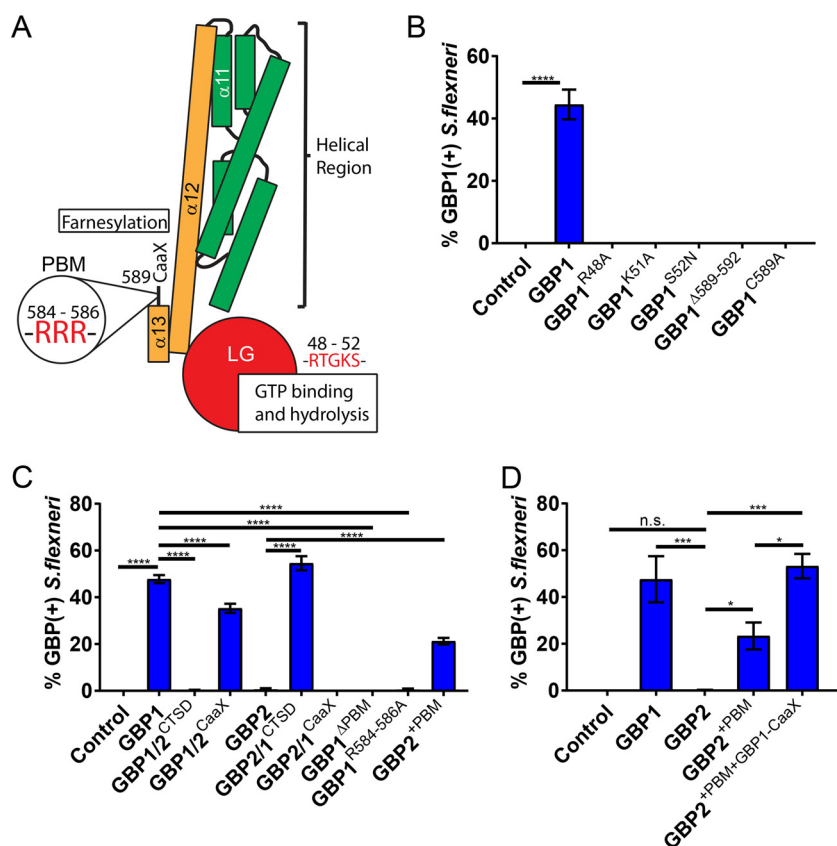 A
α11
α12
Helical
Region
Farnesylation
PBM
589
CaaX
584 - 586
-RRR-
α13
LG
48 - 52
-RTGKS-
GTP binding
and hydrolysis
B
% GBP1(+) S.flexneri
80
60
40
20
0
****
Control
GBP1
GBP1R48A
GBP1K51A
GBP1S52N
GBP1Δ589-592
GBP1C589A
C
% GBP(+) S.flexneri
80
60
40
20
0
****
****
****
****
****
****
****
Control
GBP1
GBP1/2CTSD
GBP1/2CaaX
GBP2
GBP2/1CTSD
GBP2/1CaaX
GBP1ΔPBM
GBP1R584-586A
GBP2+PBM
D
% GBP(+) S.flexneri
80
60
40
20
0
n.s.
***
***
*
*
Control
GBP1
GBP2
GBP2+PBM
GBP2+PBM+GBP1-CaaX